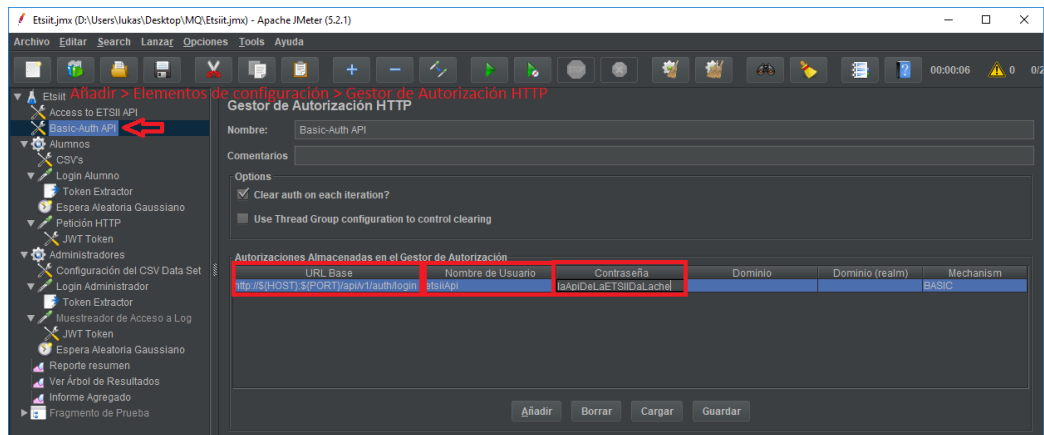 Etsiit.jmx (D:\Users\lukas\Desktop\MQ\Etsiit.jmx) - Apache JMeter (5.2.1)
Archivo Editar Search Lanzar Opciones Tools Ayuda
00:00:06 0 0/2
Etsiit Añadir > Elementos de configuración > Gestor de Autorización HTTP
Access to ETSII API
Basic-Auth API
Alumnos
CSV's
Login Alumno
Token Extractor
Espera Aleatoria Gaussiano
Petición HTTP
JWT Token
Administradores
Configuración del CSV Data Set
Login Administrador
Token Extractor
Muestreador de Acceso a Log
JWT Token
Espera Aleatoria Gaussiano
Reporte resumen
Ver Árbol de Resultados
Informe Agregado
Fragmento de Prueba
Gestor de Autorización HTTP
Nombre: Basic-Auth API
Comentarios
Options
Clear auth on each iteration?
Use Thread Group configuration to control clearing
Autorizaciones Almacenadas en el Gestor de Autorización
URL Base Nombre de Usuario Contraseña Dominio Dominio (realm) Mechanism
http://${HOST}:${PORT}/api/v1/auth/login etsiiApi laApiDeLaETSIIDaLache BASIC
Añadir Borrar Cargar Guardar